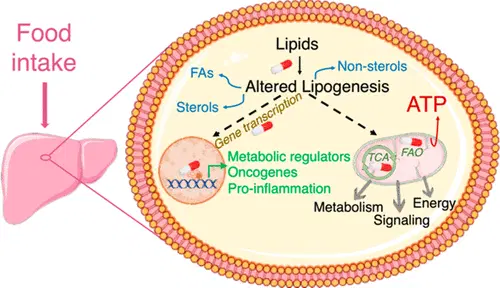 Food
intake
Lipids
FAs
Non-sterols
Altered Lipogenesis
Sterols
Gene transcription
ATP
Metabolic regulators
Oncogenes
Pro-inflammation
TCA
FAO
Metabolism
Signaling
Energy